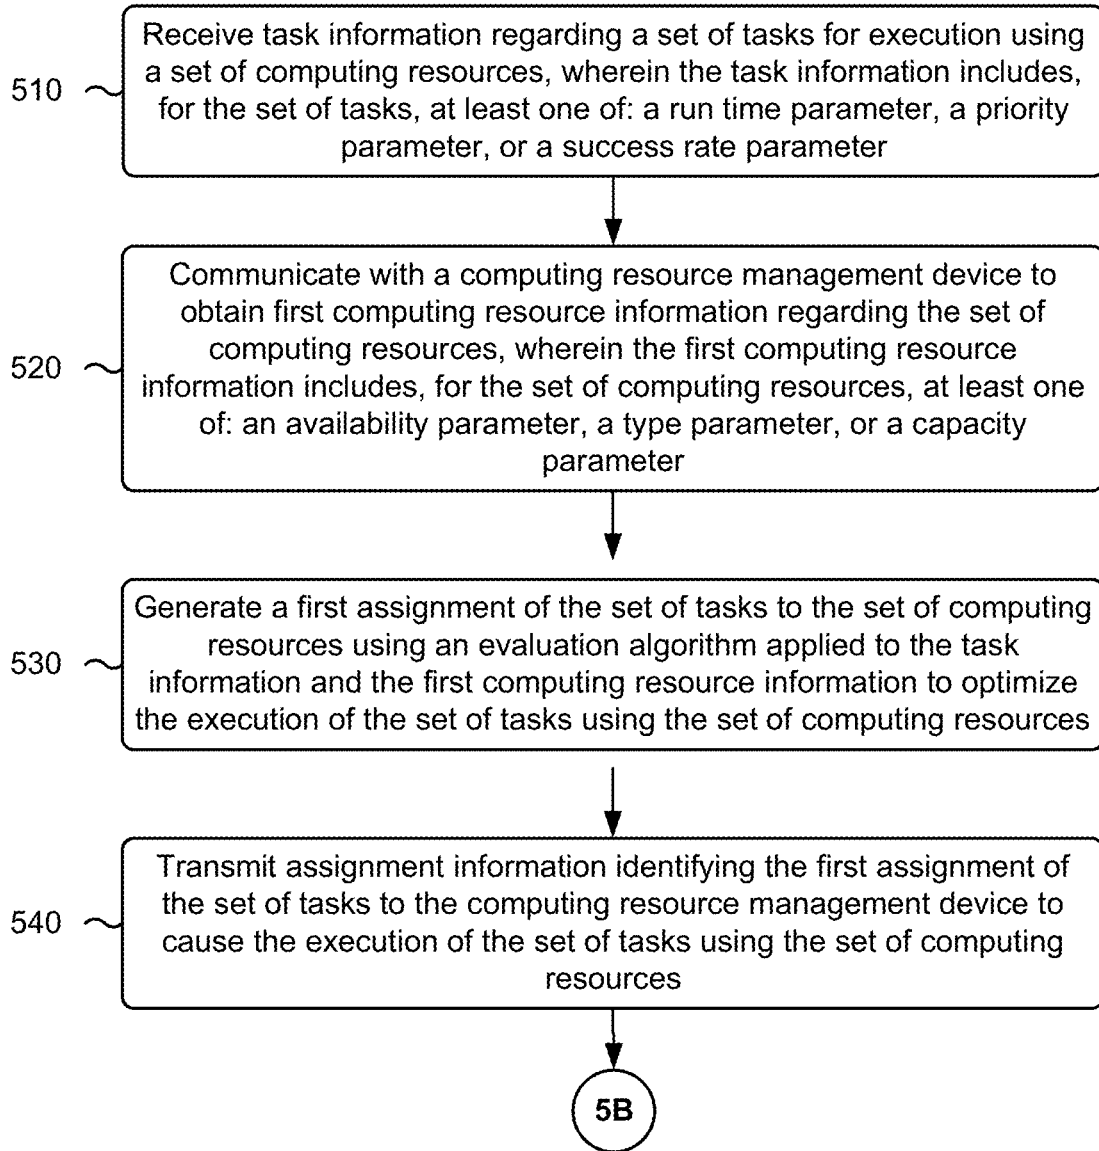 Receive task information regarding a set of tasks for execution using
a set of computing resources, wherein the task information includes,
510
for the set of tasks, at least one of: a run time parameter, a priority
parameter, or a success rate parameter
Communicate with a computing resource management device to
obtain first computing resource information regarding the set of
computing resources, wherein the first computing resource
520
information includes, for the set of computing resources, at least one
of: an availability parameter, a type parameter, or a capacity
parameter
Generate a first assignment of the set of tasks to the set of computing
resources using an evaluation algorithm applied to the task
530
information and the first computing resource information to optimize
the execution of the set of tasks using the set of computing resources
Transmit assignment information identifying the first assignment of
the set of tasks to the computing resource management device to
540
cause the execution of the set of tasks using the set of computing
resources
5B